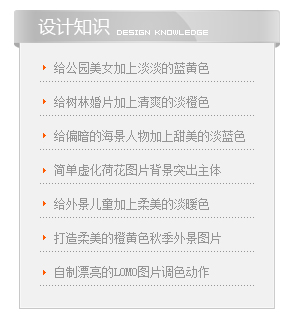 设计知识 DESIGN KNOWLEDGE
给公园美女加上淡淡的蓝黄色
给树林婚片加上清爽的淡橙色
给偏暗的海景人物加上甜美的淡蓝色
简单虚化荷花图片背景突出主体
给外景儿童加上柔美的淡暖色
打造柔美的橙黄色秋季外景图片
自制漂亮的LOMO图片调色动作